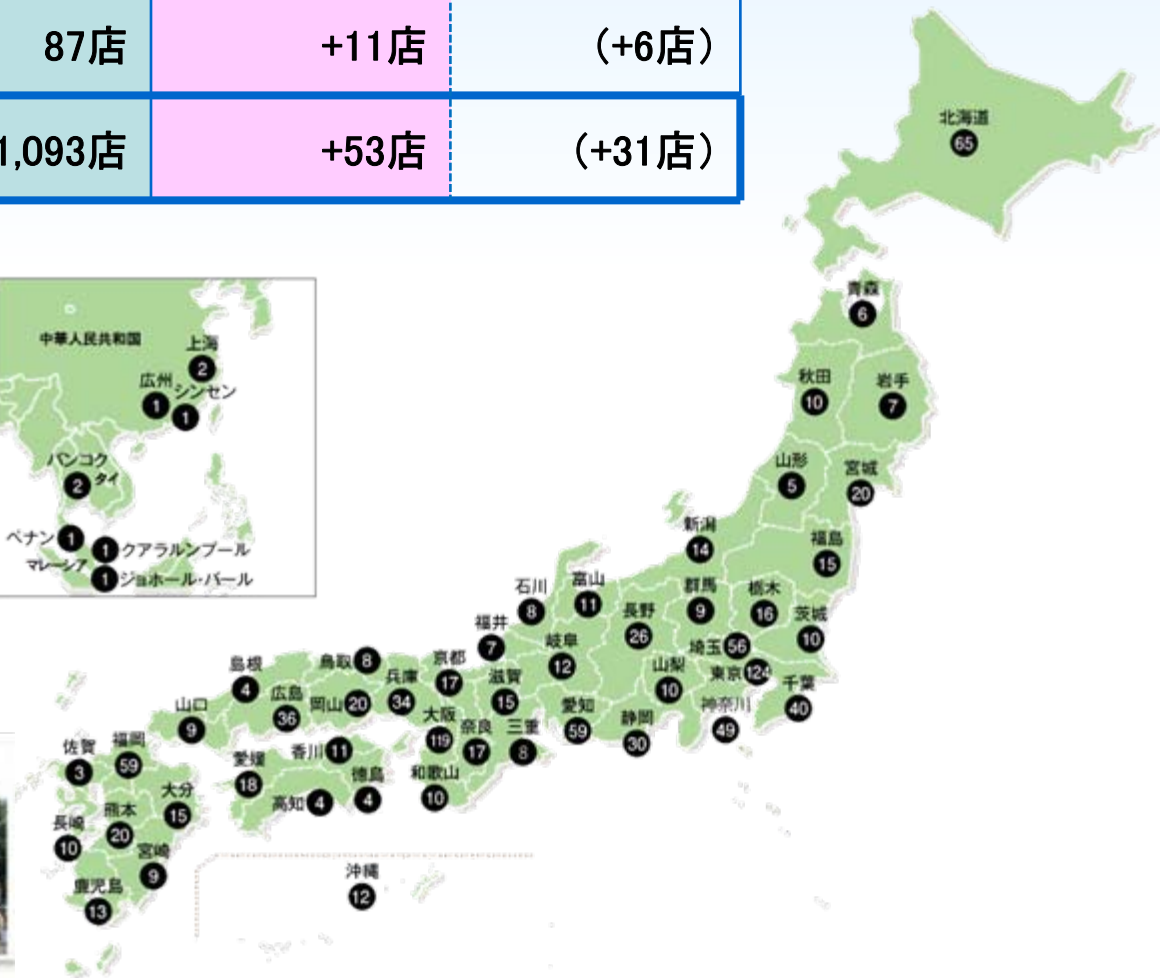 87店 +11店 （+6店）
1,093店 +53店 （+31店）
北海道
65
青森
6
秋田
10
岩手
7
山形
5
宮城
20
新潟
14
福島
15
石川
8
富山
11
群馬
9
栃木
16
茨城
10
福井
7
長野
26
岐阜
12
埼玉 56
山梨
10
東京 124
千葉
40
神奈川
49
静岡
30
愛知
59
三重
8
滋賀
15
京都
17
兵庫
34
大阪
119
奈良
17
和歌山
10
鳥取 8
島根
4
岡山 20
広島
36
山口
9
香川 11
徳島
4
愛媛
18
高知 4
福岡
59
佐賀
3
長崎
10
大分
15
熊本
20
宮崎
9
鹿児島
13
沖縄
12
中華人民共和国
上海
2
広州
1
シンセン
1
バンコク
2 タイ
ペナン 1
1 クアラルンプール
マレーシア
1 ジョホール・バール